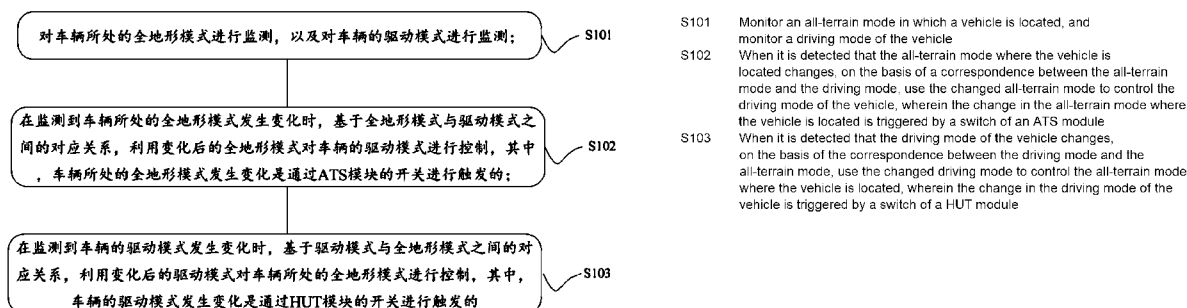 对车辆所处的全地形模式进行监测，以及对车辆的驱动模式进行监测；
S101
在监测到车辆所处的全地形模式发生变化时，基于全地形模式与驱动模式之
间的对应关系，利用变化后的全地形模式对车辆的驱动模式进行控制，其中
，车辆所处的全地形模式发生变化是通过ATS模块的开关进行触发的；
S102
在监测到车辆的驱动模式发生变化时，基于驱动模式与全地形模式之间的对
应关系，利用变化后的驱动模式对车辆所处的全地形模式进行控制，其中，
车辆的驱动模式发生变化是通过HUT模块的开关进行触发的
S103
S101 Monitor an all-terrain mode in which a vehicle is located, and
monitor a driving mode of the vehicle
S102 When it is detected that the all-terrain mode where the vehicle is
located changes, on the basis of a correspondence between the all-terrain
mode and the driving mode, use the changed all-terrain mode to control the
driving mode of the vehicle, wherein the change in the all-terrain mode where
the vehicle is located is triggered by a switch of an ATS module
S103 When it is detected that the driving mode of the vehicle changes,
on the basis of the correspondence between the driving mode and the
all-terrain mode, use the changed driving mode to control the all-terrain mode
where the vehicle is located, wherein the change in the driving mode of the
vehicle is triggered by a switch of a HUT module